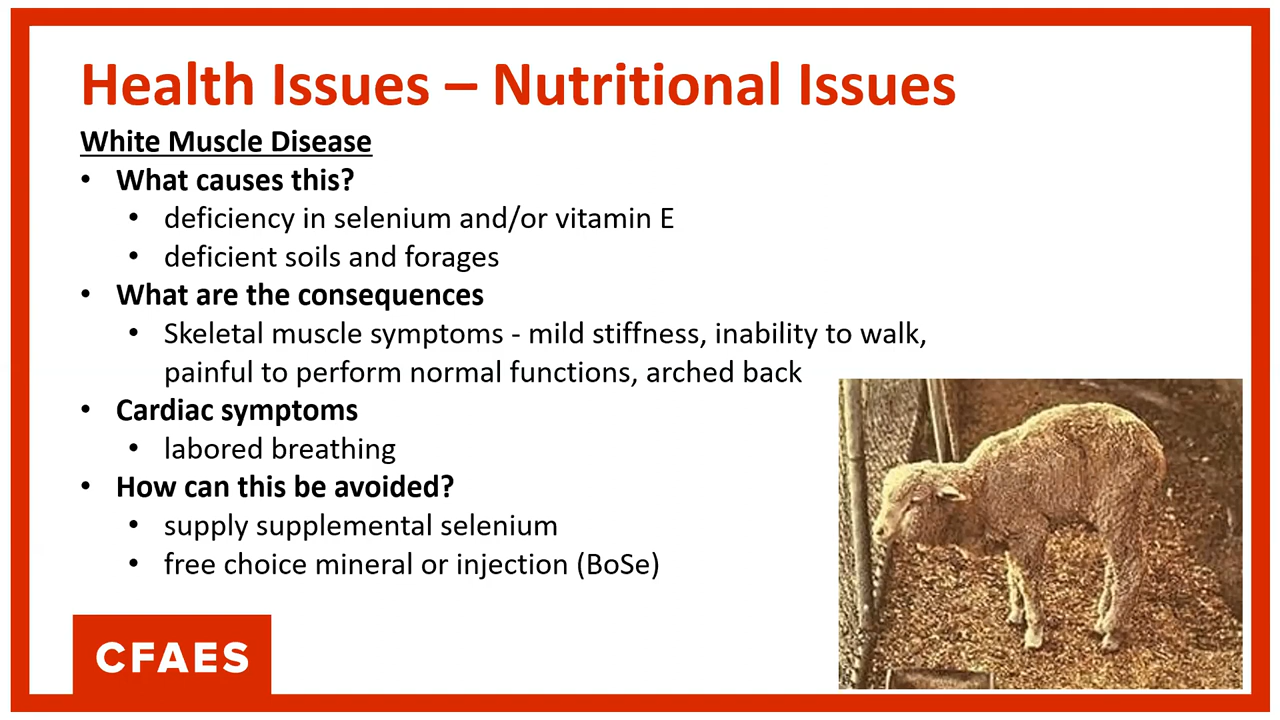 Health Issues – Nutritional Issues
White Muscle Disease
• What causes this?
• deficiency in selenium and/or vitamin E
• deficient soils and forages
• What are the consequences
• Skeletal muscle symptoms - mild stiffness, inability to walk,
painful to perform normal functions, arched back
• Cardiac symptoms
• labored breathing
• How can this be avoided?
• supply supplemental selenium
• free choice mineral or injection (BoSe)
CFAES